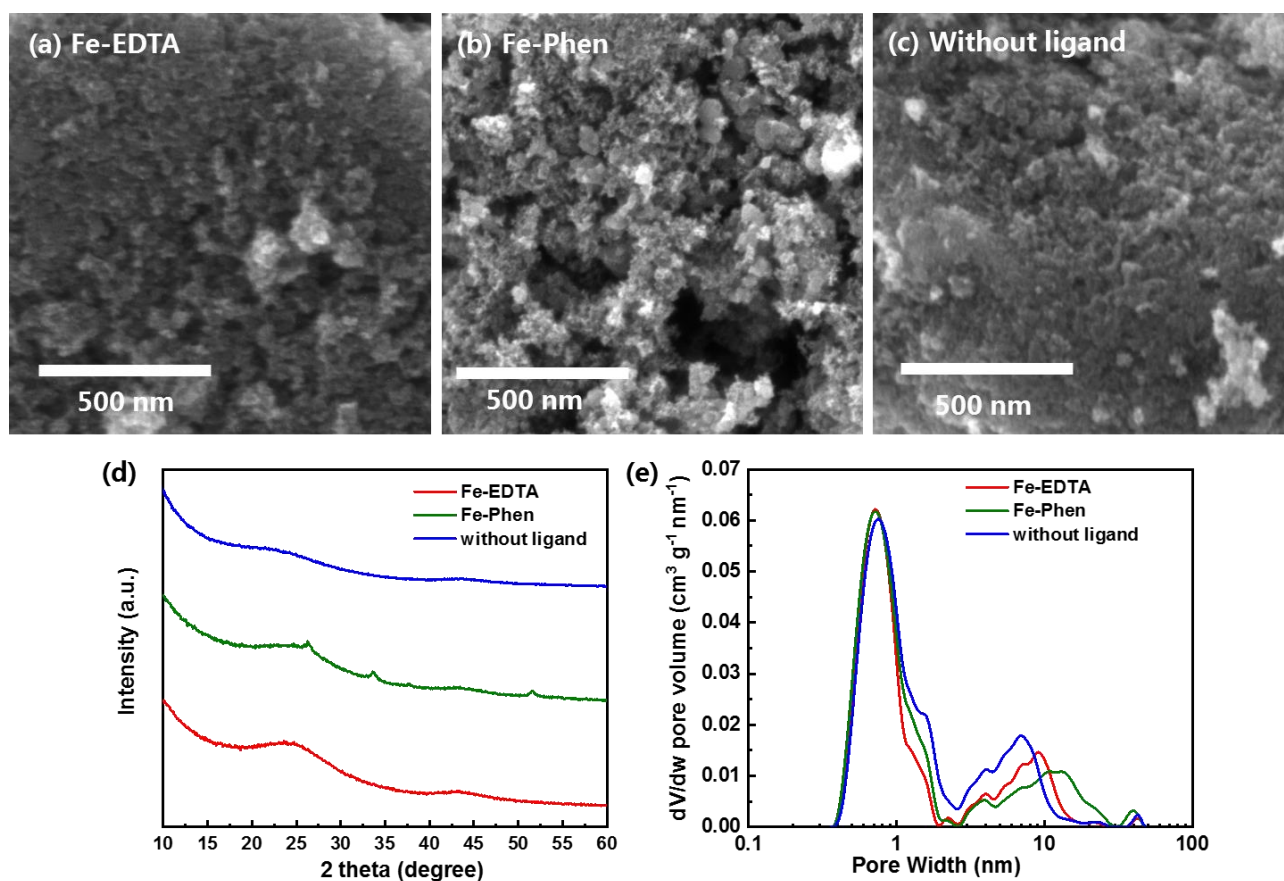 (a) Fe-EDTA
500 nm
(b) Fe-Phen
500 nm
(c) Without ligand
500 nm
(d)
Fe-EDTA
Fe-Phen
without ligand
Intensity (a.u.)
10 15 20 25 30 35 40 45 50 55 60
2 theta (degree)
(e)
Fe-EDTA
Fe-Phen
without ligand
dV/dw pore volume (cm³ g⁻¹ nm⁻¹)
0.07
0.06
0.05
0.04
0.03
0.02
0.01
0.00
0.1 1 10 100
Pore Width (nm)